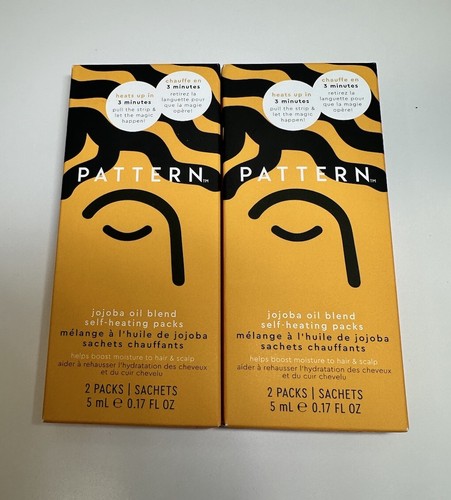 heats up in
3 minutes
pull the strip &
let the magic
happen!
chauffe en
3 minutes
retirez la
languette pour
que la magie
opère!
PATTERN™
jojoba oil blend
self-heating packs
mélange à l'huile de jojoba
sachets chauffants
helps boost moisture to hair & scalp
aider à rehausser l'hydratation des cheveux
et du cuir chevelu
2 PACKS | SACHETS
5 mL ℮ 0.17 FL OZ
heats up in
3 minutes
pull the strip &
let the magic
happen!
chauffe en
3 minutes
retirez la
languette pour
que la magie
opère!
PATTERN™
jojoba oil blend
self-heating packs
mélange à l'huile de jojoba
sachets chauffants
helps boost moisture to hair & scalp
aider à rehausser l'hydratation des cheveux
et du cuir chevelu
2 PACKS | SACHETS
5 mL ℮ 0.17 FL OZ